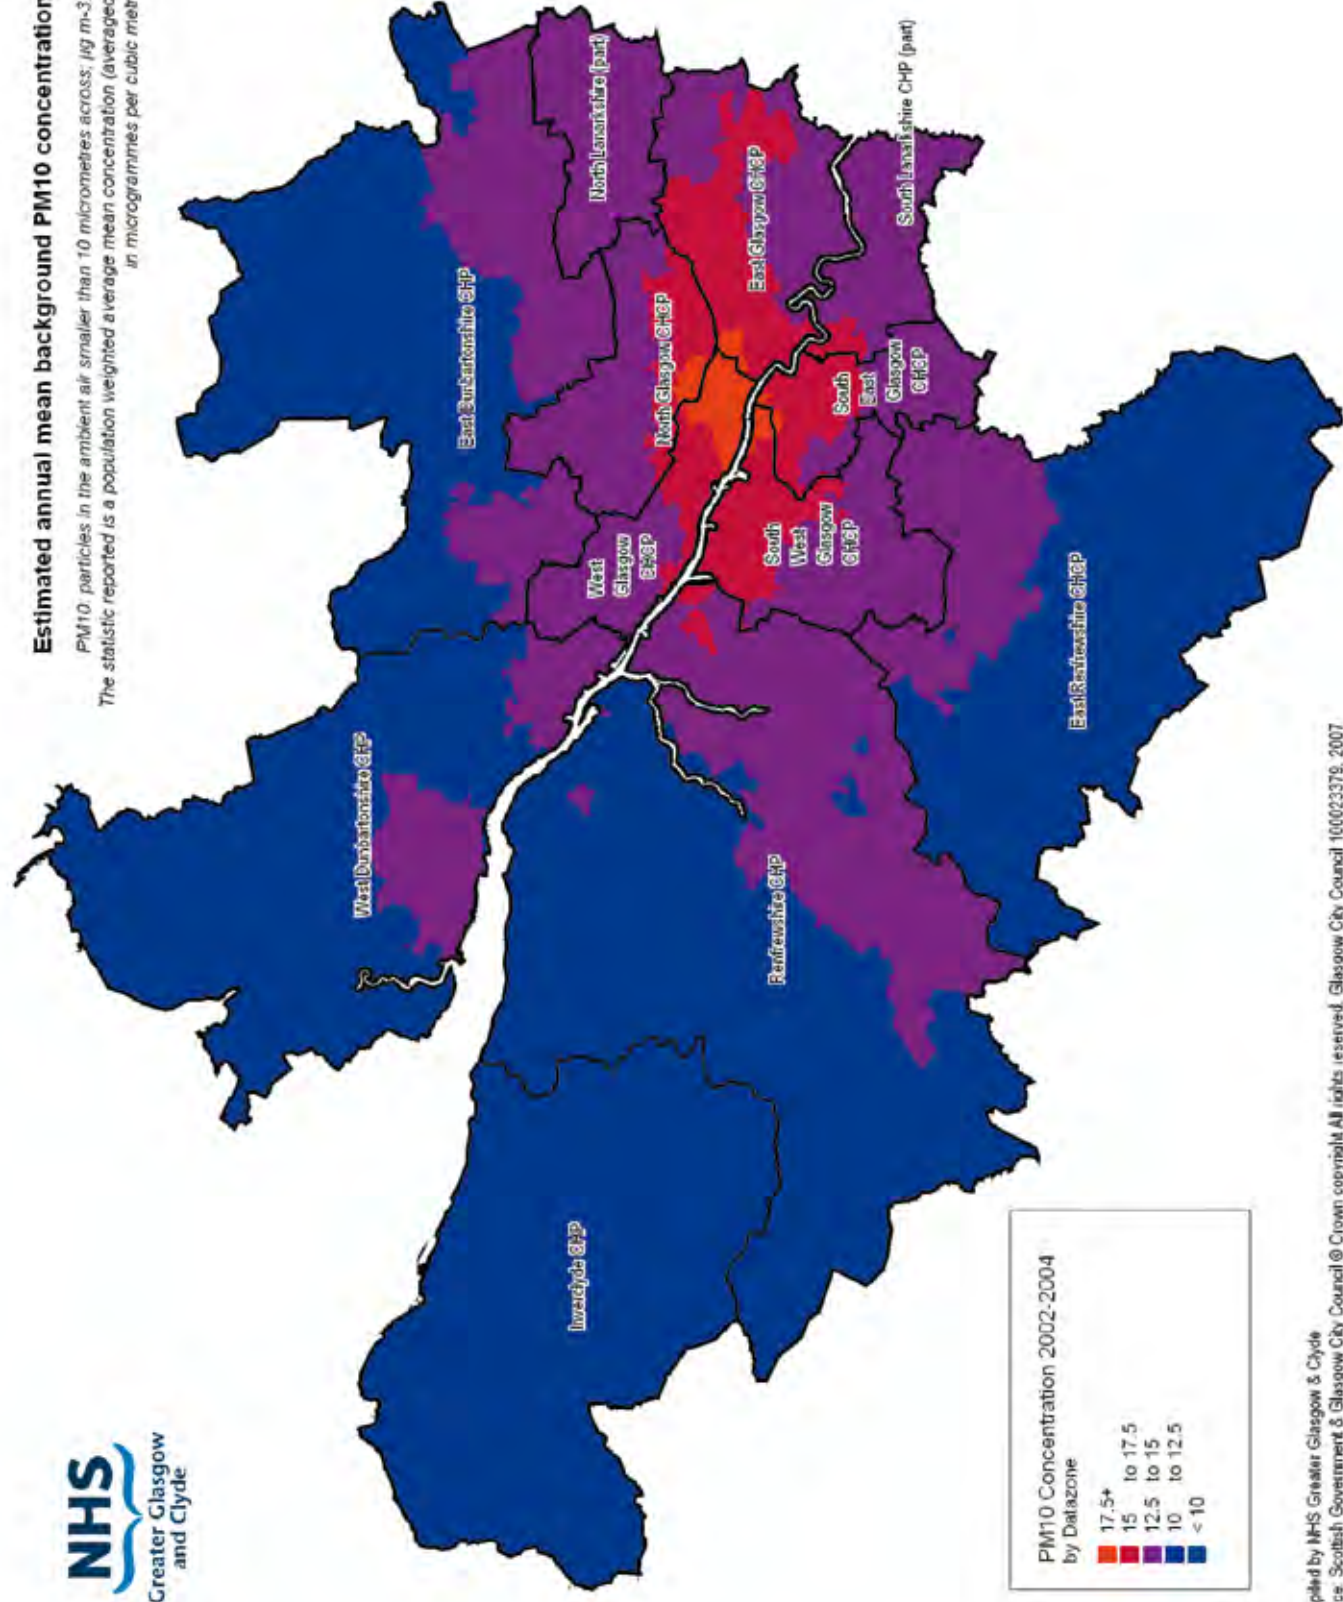 Estimated annual mean background PM10 concentration
PM10: particles in the ambient air smaller than 10 micrometres across; µg m-3.
The statistic reported is a population weighted average mean concentration (averaged
in microgrammes per cubic metr
NHS
Greater Glasgow
and Clyde
West Dunbartonshire CHP
East Dunbartonshire CHP
North Lanarkshire (part)
West
Glasgow
CHCP
North Glasgow CHCP
East Glasgow CHCP
South Lanarkshire CHP (part)
Inverclyde CHP
Renfrewshire CHP
South
West
Glasgow
CHCP
South
East
Glasgow
CHCP
East Renfrewshire CHCP
PM10 Concentration 2002-2004
by Datazone
17.5+
15 to 17.5
12.5 to 15
10 to 12.5
< 10
piled by NHS Greater Glasgow & Clyde
ce: Scottish Government & Glasgow City Council © Crown copyright All rights reserved. Glasgow City Council 1000023379, 2007